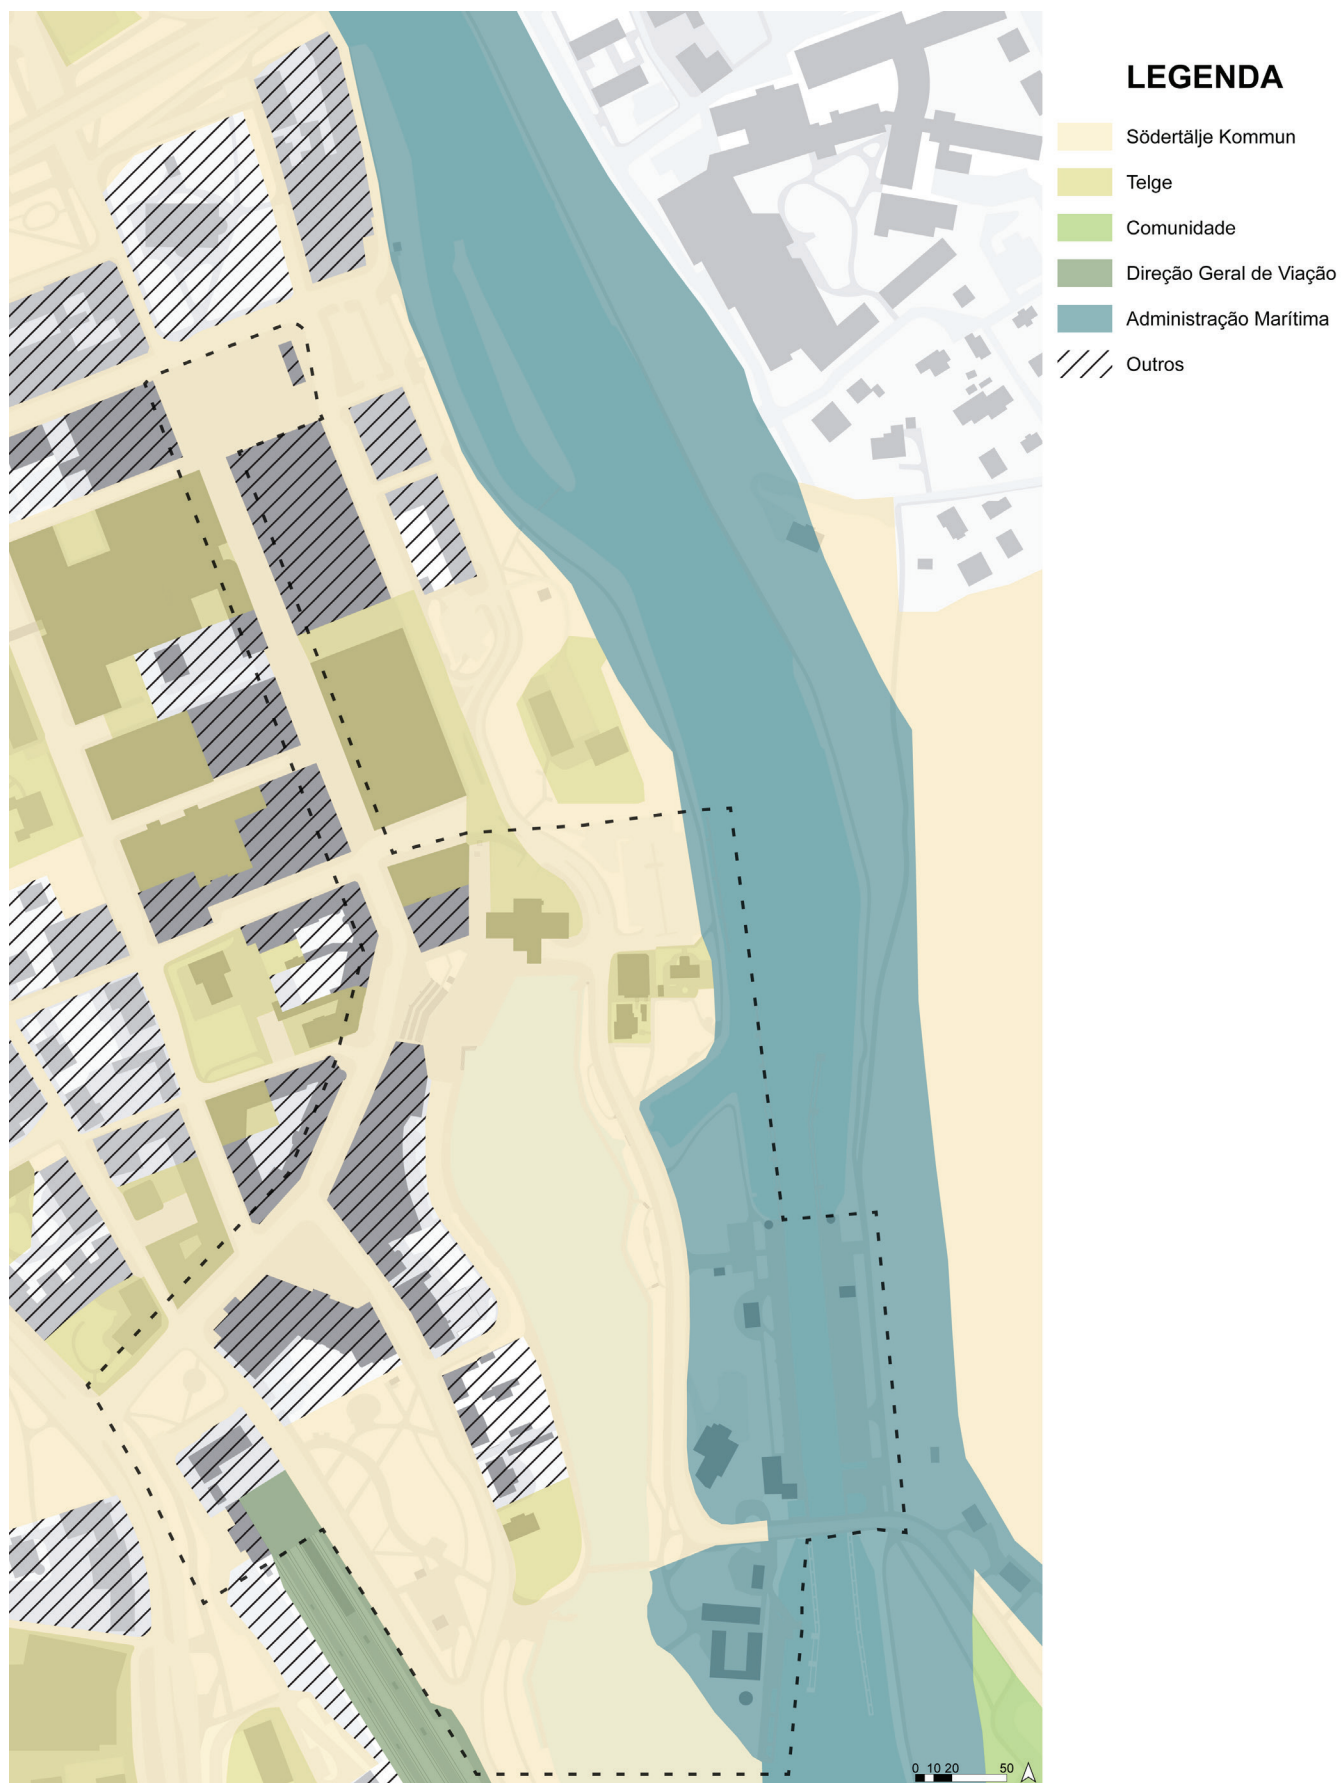 LEGENDA
Södertälje Kommun
Telge
Comunidade
Direção Geral de Viação
Administração Marítima
Outros
0 10 20 50